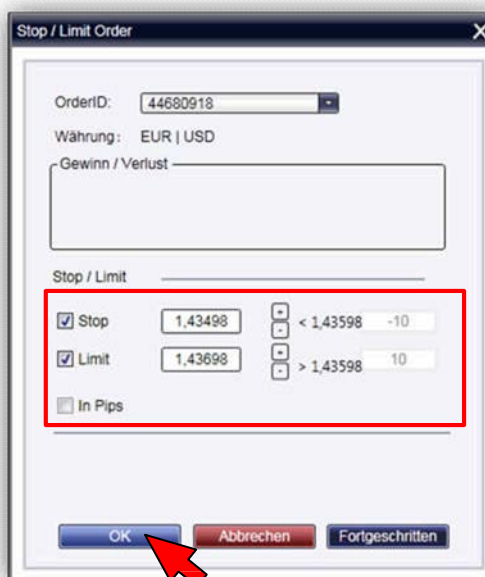 Stop / Limit Order X
OrderID: 44680918
Währung: EUR | USD
Gewinn / Verlust
Stop / Limit
Stop 1,43498 + - < 1,43598 -10
Limit 1,43698 + - > 1,43598 10
In Pips
OK Abbrechen Fortgeschritten